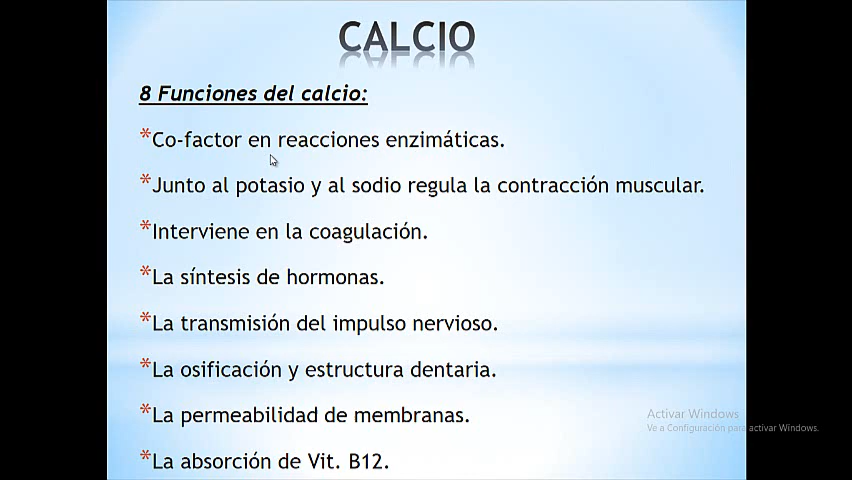 CALCIO
8 Funciones del calcio:
*Co-factor en reacciones enzimáticas.
*Junto al potasio y al sodio regula la contracción muscular.
*Interviene en la coagulación.
*La síntesis de hormonas.
*La transmisión del impulso nervioso.
*La osificación y estructura dentaria.
*La permeabilidad de membranas.
*La absorción de Vit. B12.
Activar Windows
Ve a Configuración para activar Windows.